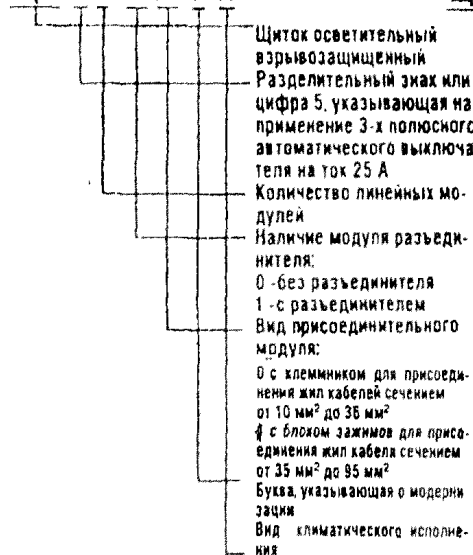 Щиток осветительный
взрывозащищенный
Разделительный знак или
цифра 5, указывающая на
применение 3-х полюсного
автоматического выключа
теля на ток 25 А
Количество линейных мо-
дулей
Наличие модуля разъеди-
нителя:
0 -без разъединителя
1 -с разъединителем
Вид присоединительного
модуля:
0 с клеммником для присоеди-
нения жил кабелей сечением
от 10 мм² до 36 мм²
с блоком зажимов для присо-
единения жил кабеля сечением
от 35 мм² до 95 мм²
Буква, указывающая о модерни
зации
Вид климатического исполне-
ния